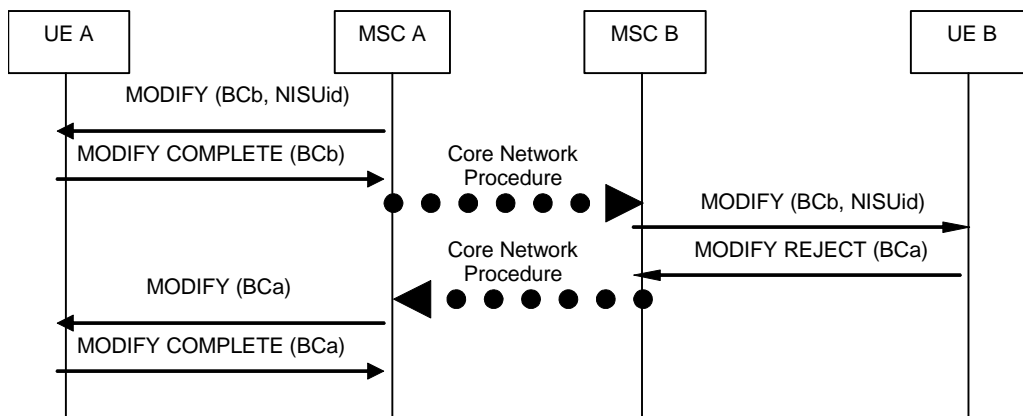 UE A
MSC A
MSC B
UE B
MODIFY (BCb, NISUid)
MODIFY COMPLETE (BCb)
Core Network
Procedure
MODIFY (BCb, NISUid)
MODIFY REJECT (BCa)
Core Network
Procedure
MODIFY (BCa)
MODIFY COMPLETE (BCa)